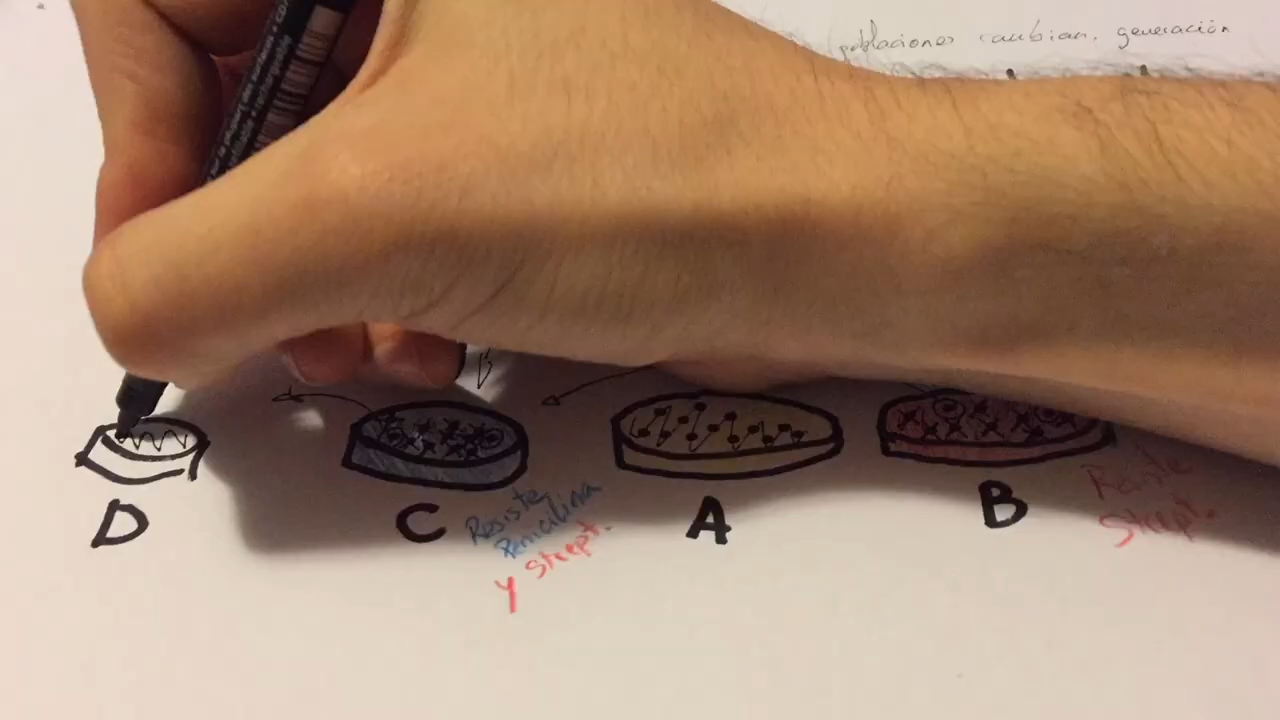 poblaciones cambian. generación
D
C
Resiste
Penicilina
y Strept.
A
B
Resiste
Strept.